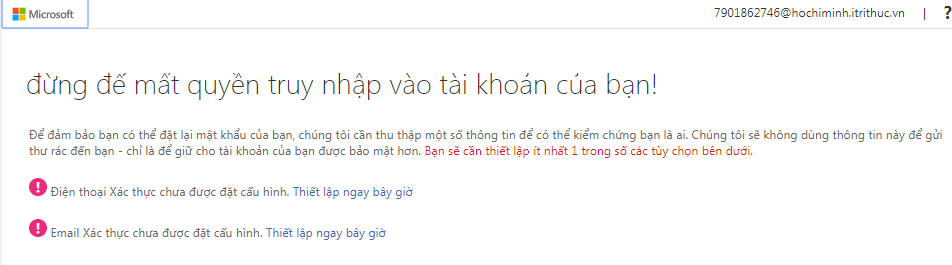 Microsoft
7901862746@hochiminh.itrithuc.vn | ?
đừng để mất quyền truy nhập vào tài khoản của bạn!
Để đảm bảo bạn có thể đặt lại mật khẩu của bạn, chúng tôi cần thu thập một số thông tin để có thể kiểm chứng bạn là ai. Chúng tôi sẽ không dùng thông tin này để gửi
thư rác đến bạn - chỉ là để giữ cho tài khoản của bạn được bảo mật hơn. Bạn sẽ cần thiết lập ít nhất 1 trong số các tùy chọn bên dưới.
! Điện thoại Xác thực chưa được đặt cấu hình. Thiết lập ngay bây giờ
! Email Xác thực chưa được đặt cấu hình. Thiết lập ngay bây giờ